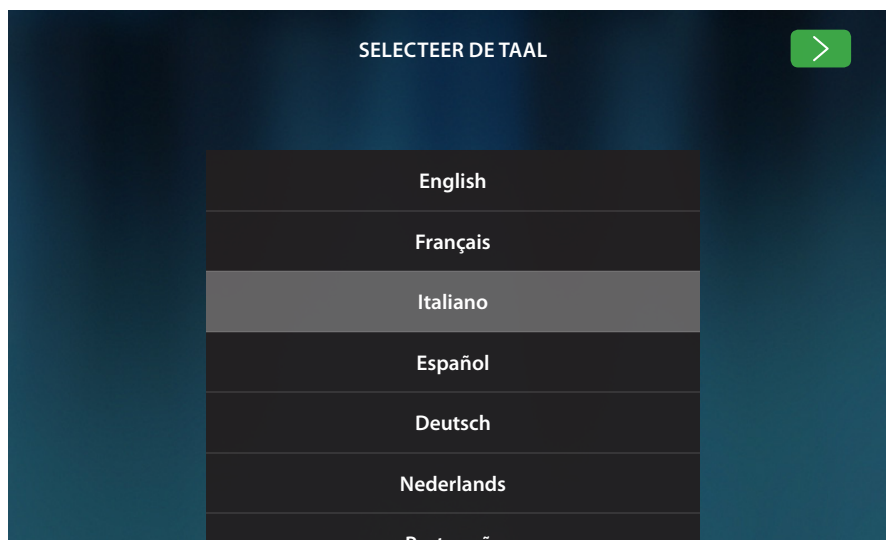 SELECTEER DE TAAL
English
Français
Italiano
Español
Deutsch
Nederlands